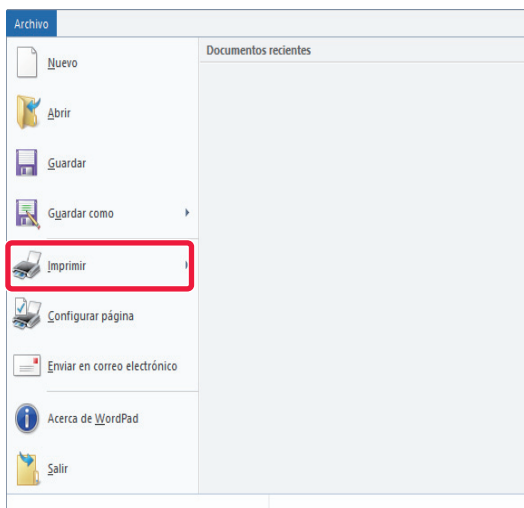 Archivo
Documentos recientes
Nuevo
Abrir
Guardar
Guardar como
Imprimir
Configurar página
Enviar en correo electrónico
Acerca de WordPad
Salir